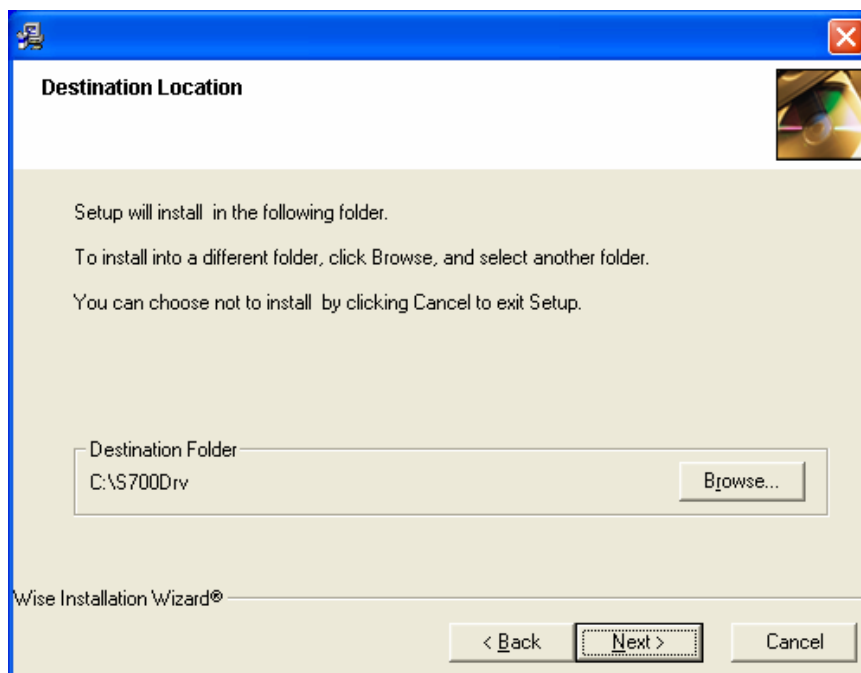 Destination Location
Setup will install  in the following folder.
To install into a different folder, click Browse, and select another folder.
You can choose not to install  by clicking Cancel to exit Setup.
Destination Folder
C:\S700Drv
Browse...
Wise Installation Wizard®
< Back
Next >
Cancel